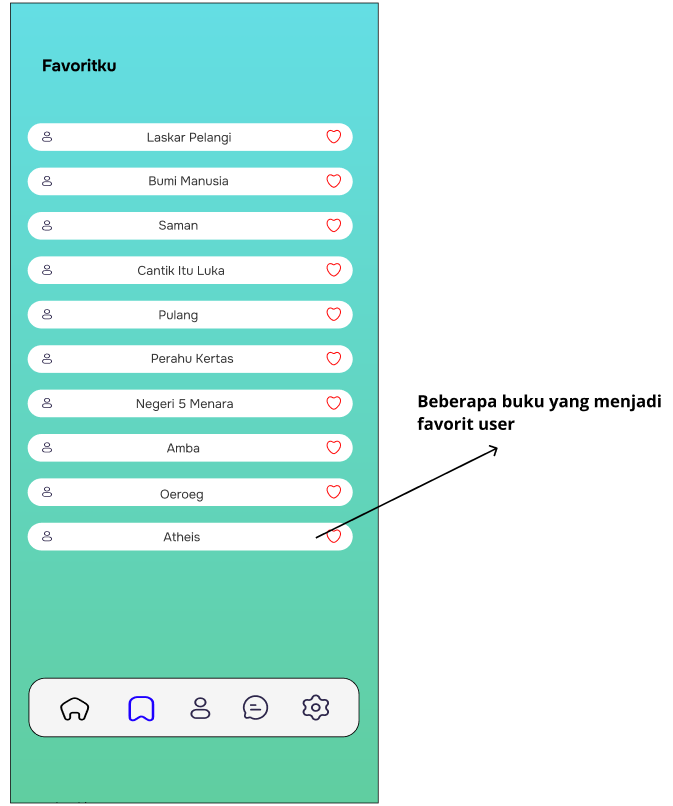 Favoritku
Laskar Pelangi
Bumi Manusia
Saman
Cantik Itu Luka
Pulang
Perahu Kertas
Negeri 5 Menara
Amba
Oeroeg
Atheis
Beberapa buku yang menjadi
favorit user